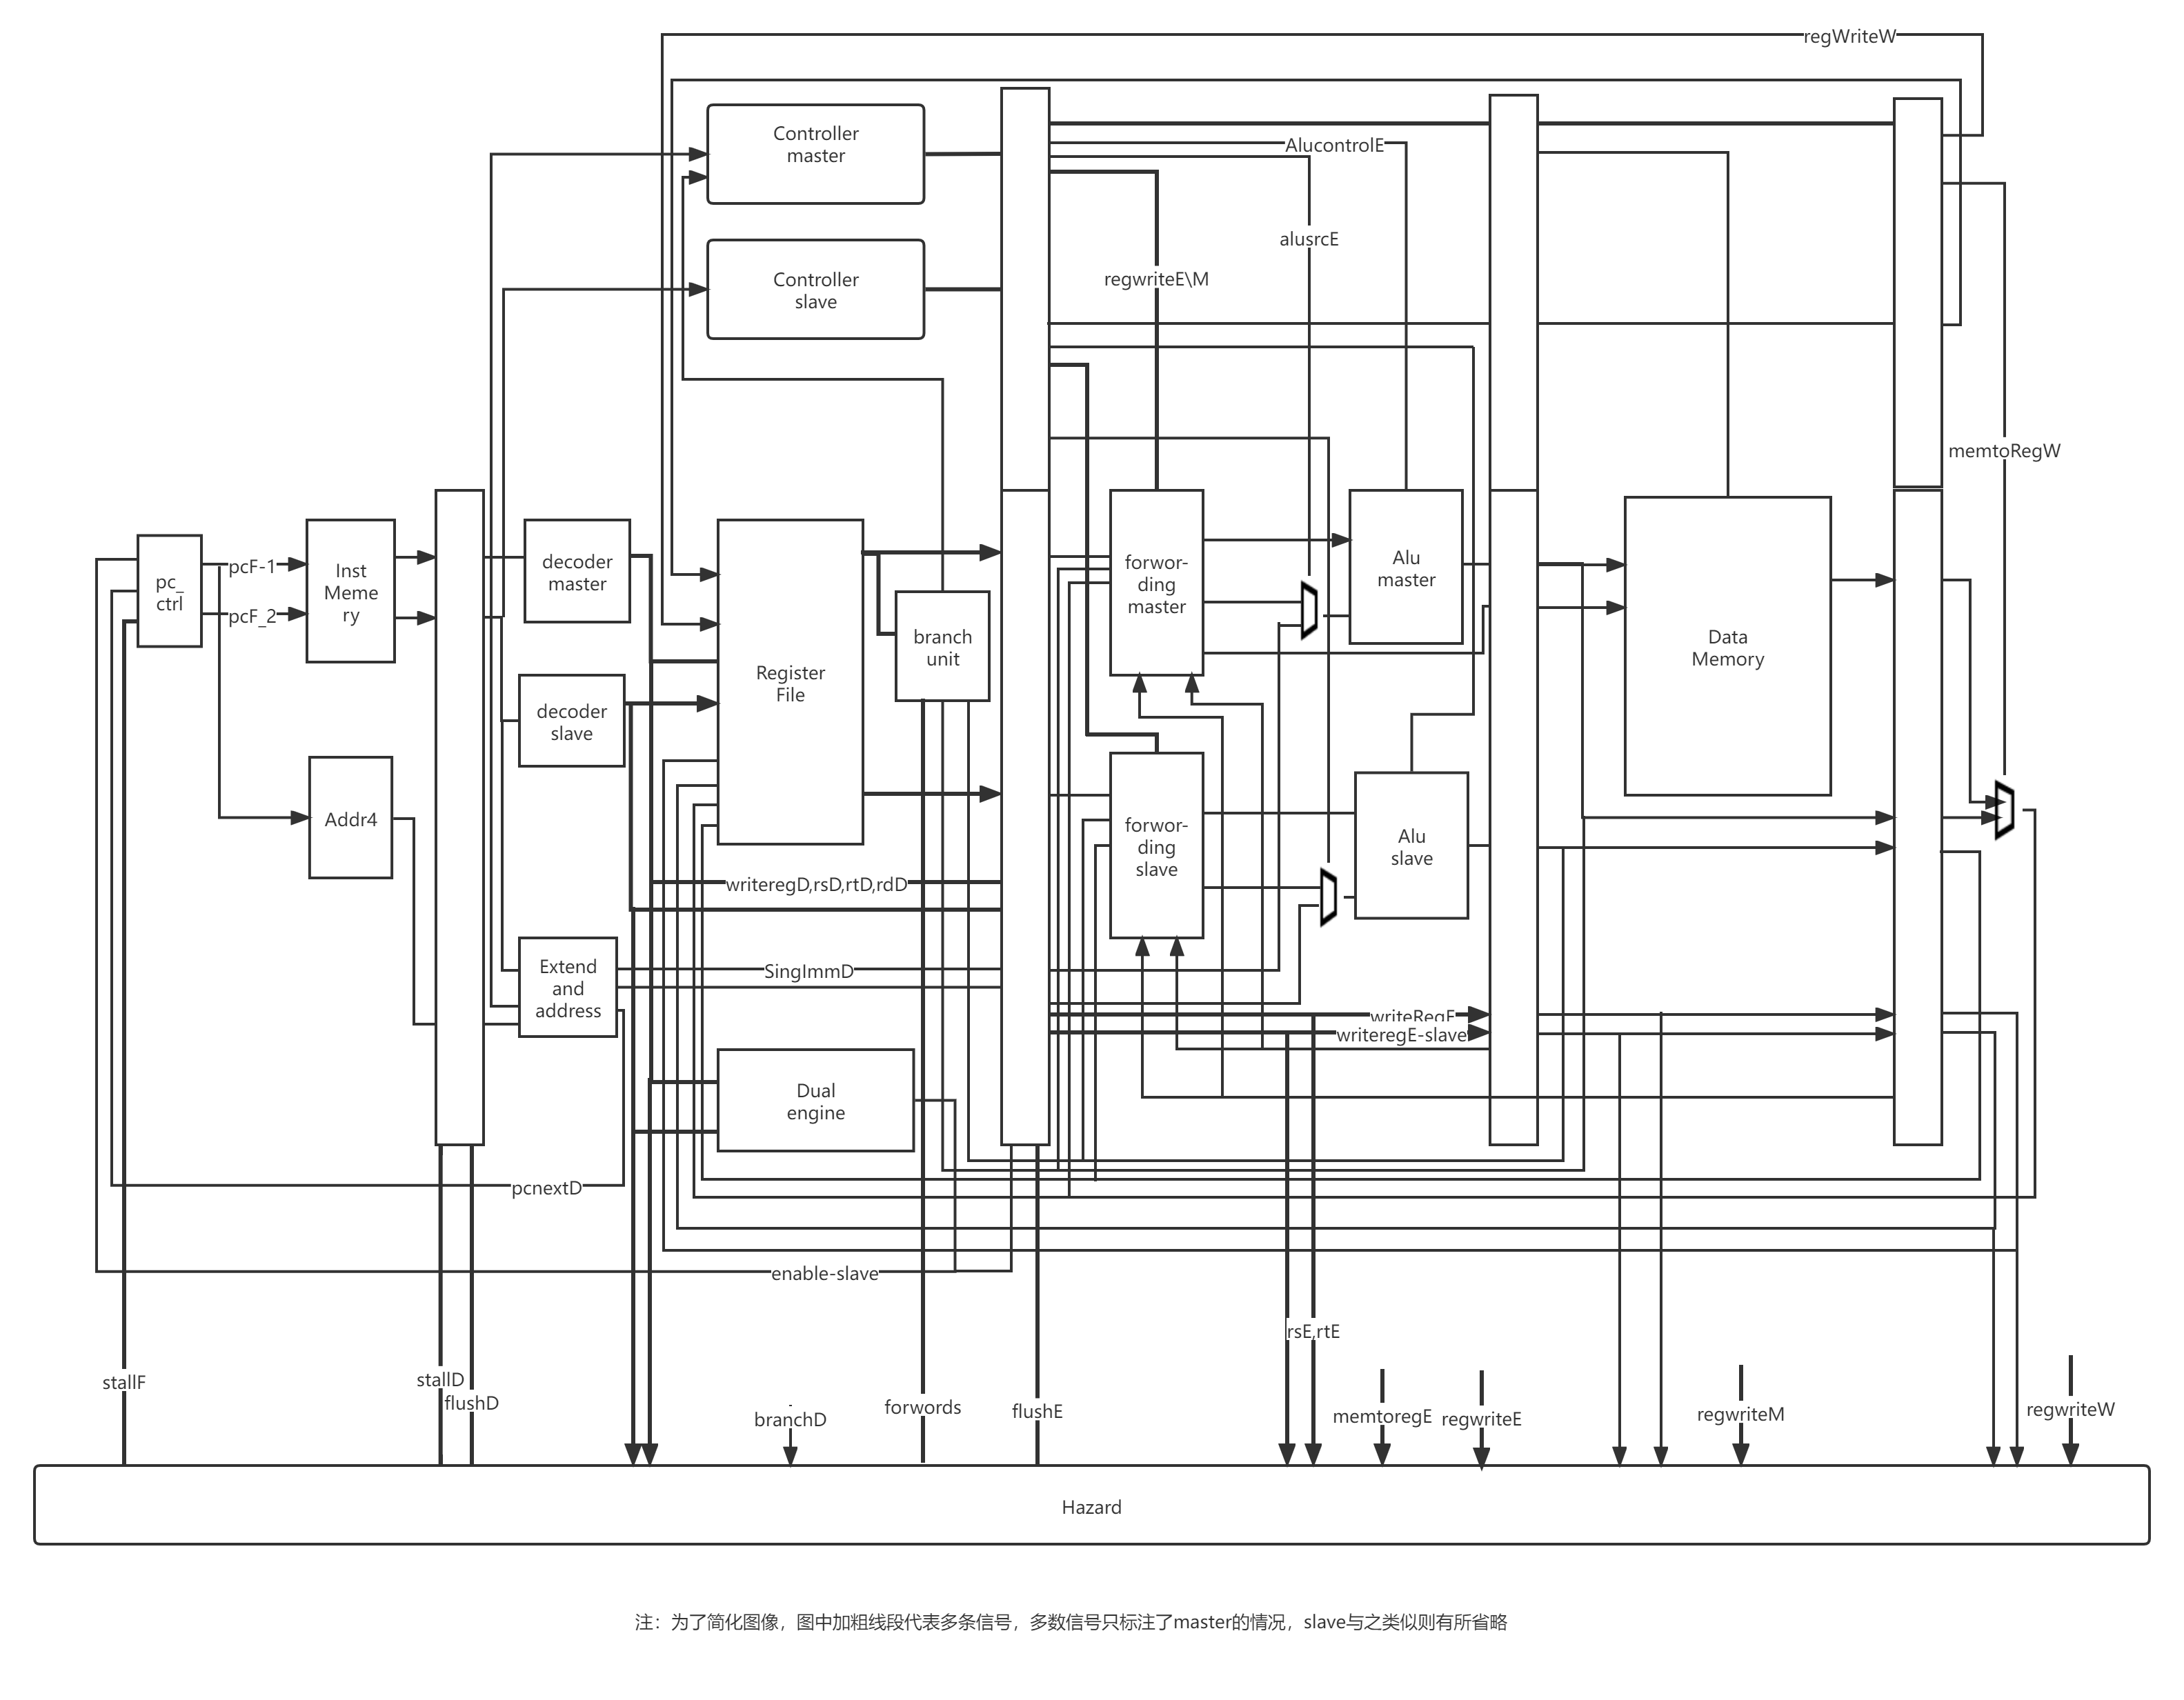 regWriteW
Controller
master
AlucontrolE
alusrcE
Controller
slave
regwriteE\M
memtoRegW
pcF-1
pcF_2
pc_
ctrl
Inst
Meme
ry
decoder
master
decoder
slave
Register
File
branch
unit
forwor-
ding
master
Alu
master
Data
Memory
Addr4
forwor-
ding
slave
Alu
slave
writeregD,rsD,rtD,rdD
Extend
and
address
SingImmD
writeRegE
writeregE-slave
Dual
engine
pcnextD
enable-slave
rsE,rtE
stallF
stallD
flushD
branchD
forwords
flushE
memtoregE
regwriteE
regwriteM
regwriteW
Hazard
注：为了简化图像，图中加粗线段代表多条信号，多数信号只标注了master的情况，slave与之类似则有所省略